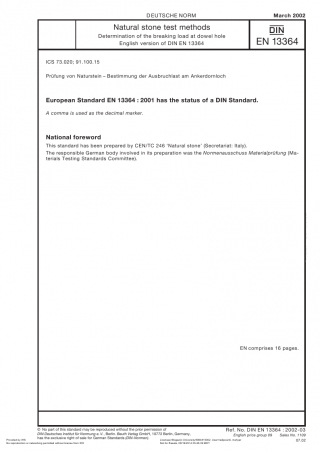 DEUTSCHE NORM
March 2002
Natural stone test methods
Determination of the breaking load at dowel hole
English version of DIN EN 13364
DIN
EN 13364
ICS 73.020; 91.100.15
Prüfung von Naturstein – Bestimmung der Ausbruchlast am Ankerdornloch
European Standard EN 13364 : 2001 has the status of a DIN Standard.
A comma is used as the decimal marker.
National foreword
This standard has been prepared by CEN/TC 246 ‘Natural stone’ (Secretariat: Italy).
The responsible German body involved in its preparation was the Normenausschuss Materialprüfung (Ma-
terials Testing Standards Committee).
EN comprises 16 pages.
© No part of this standard may be reproduced without the prior permission of
DIN Deutsches Institut für Normung e. V., Berlin. Beuth Verlag GmbH, 10772 Berlin, Germany,
has the exclusive right of sale for German Standards (DIN-Normen).
Ref. No. DIN EN 13364 : 2002-03
English price group 09 Sales No. 1109
07.02